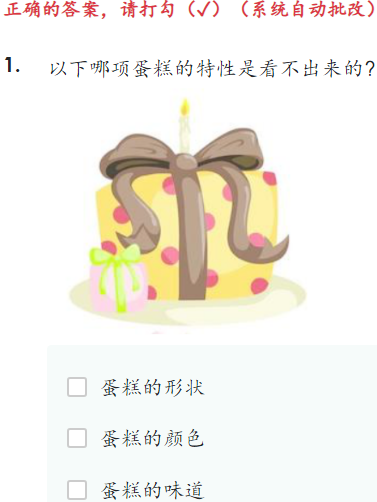 正确的答案，请打勾（✓）（系统自动批改）
1. 以下哪项蛋糕的特性是看不出来的?
蛋糕的形状
蛋糕的颜色
蛋糕的味道